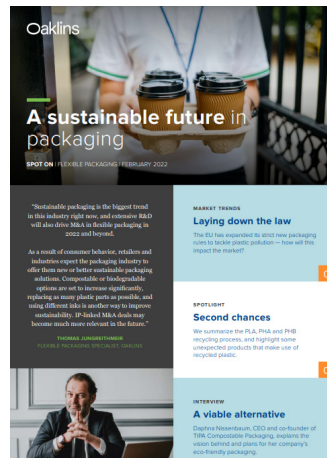 Oaklins
A sustainable future in
packaging
SPOT ON | FLEXIBLE PACKAGING | FEBRUARY 2022
"Sustainable packaging is the biggest trend
in this industry right now, and extensive R&D
will also drive M&A in flexible packaging in
2022 and beyond.
As a result of consumer behavior, retailers and
industries expect the packaging industry to
offer them new or better sustainable packaging
solutions. Compostable or biodegradable
options are set to increase significantly,
replacing as many plastic parts as possible, and
using different inks is another way to improve
sustainability. IP-linked M&A deals may
become much more relevant in the future."
THOMAS JUNGREITHMEIR
FLEXIBLE PACKAGING SPECIALIST, OAKLINS
MARKET TRENDS
Laying down the law
The EU has expanded its strict new packaging
rules to tackle plastic pollution — how will this
impact the market?
SPOTLIGHT
Second chances
We summarize the PLA, PHA and PHB
recycling process, and highlight some
unexpected products that make use of
recycled plastic.
INTERVIEW
A viable alternative
Daphna Nissenbaum, CEO and co-founder of
TIPA Compostable Packaging, explains the
vision behind and plans for her company's
eco-friendly packaging.